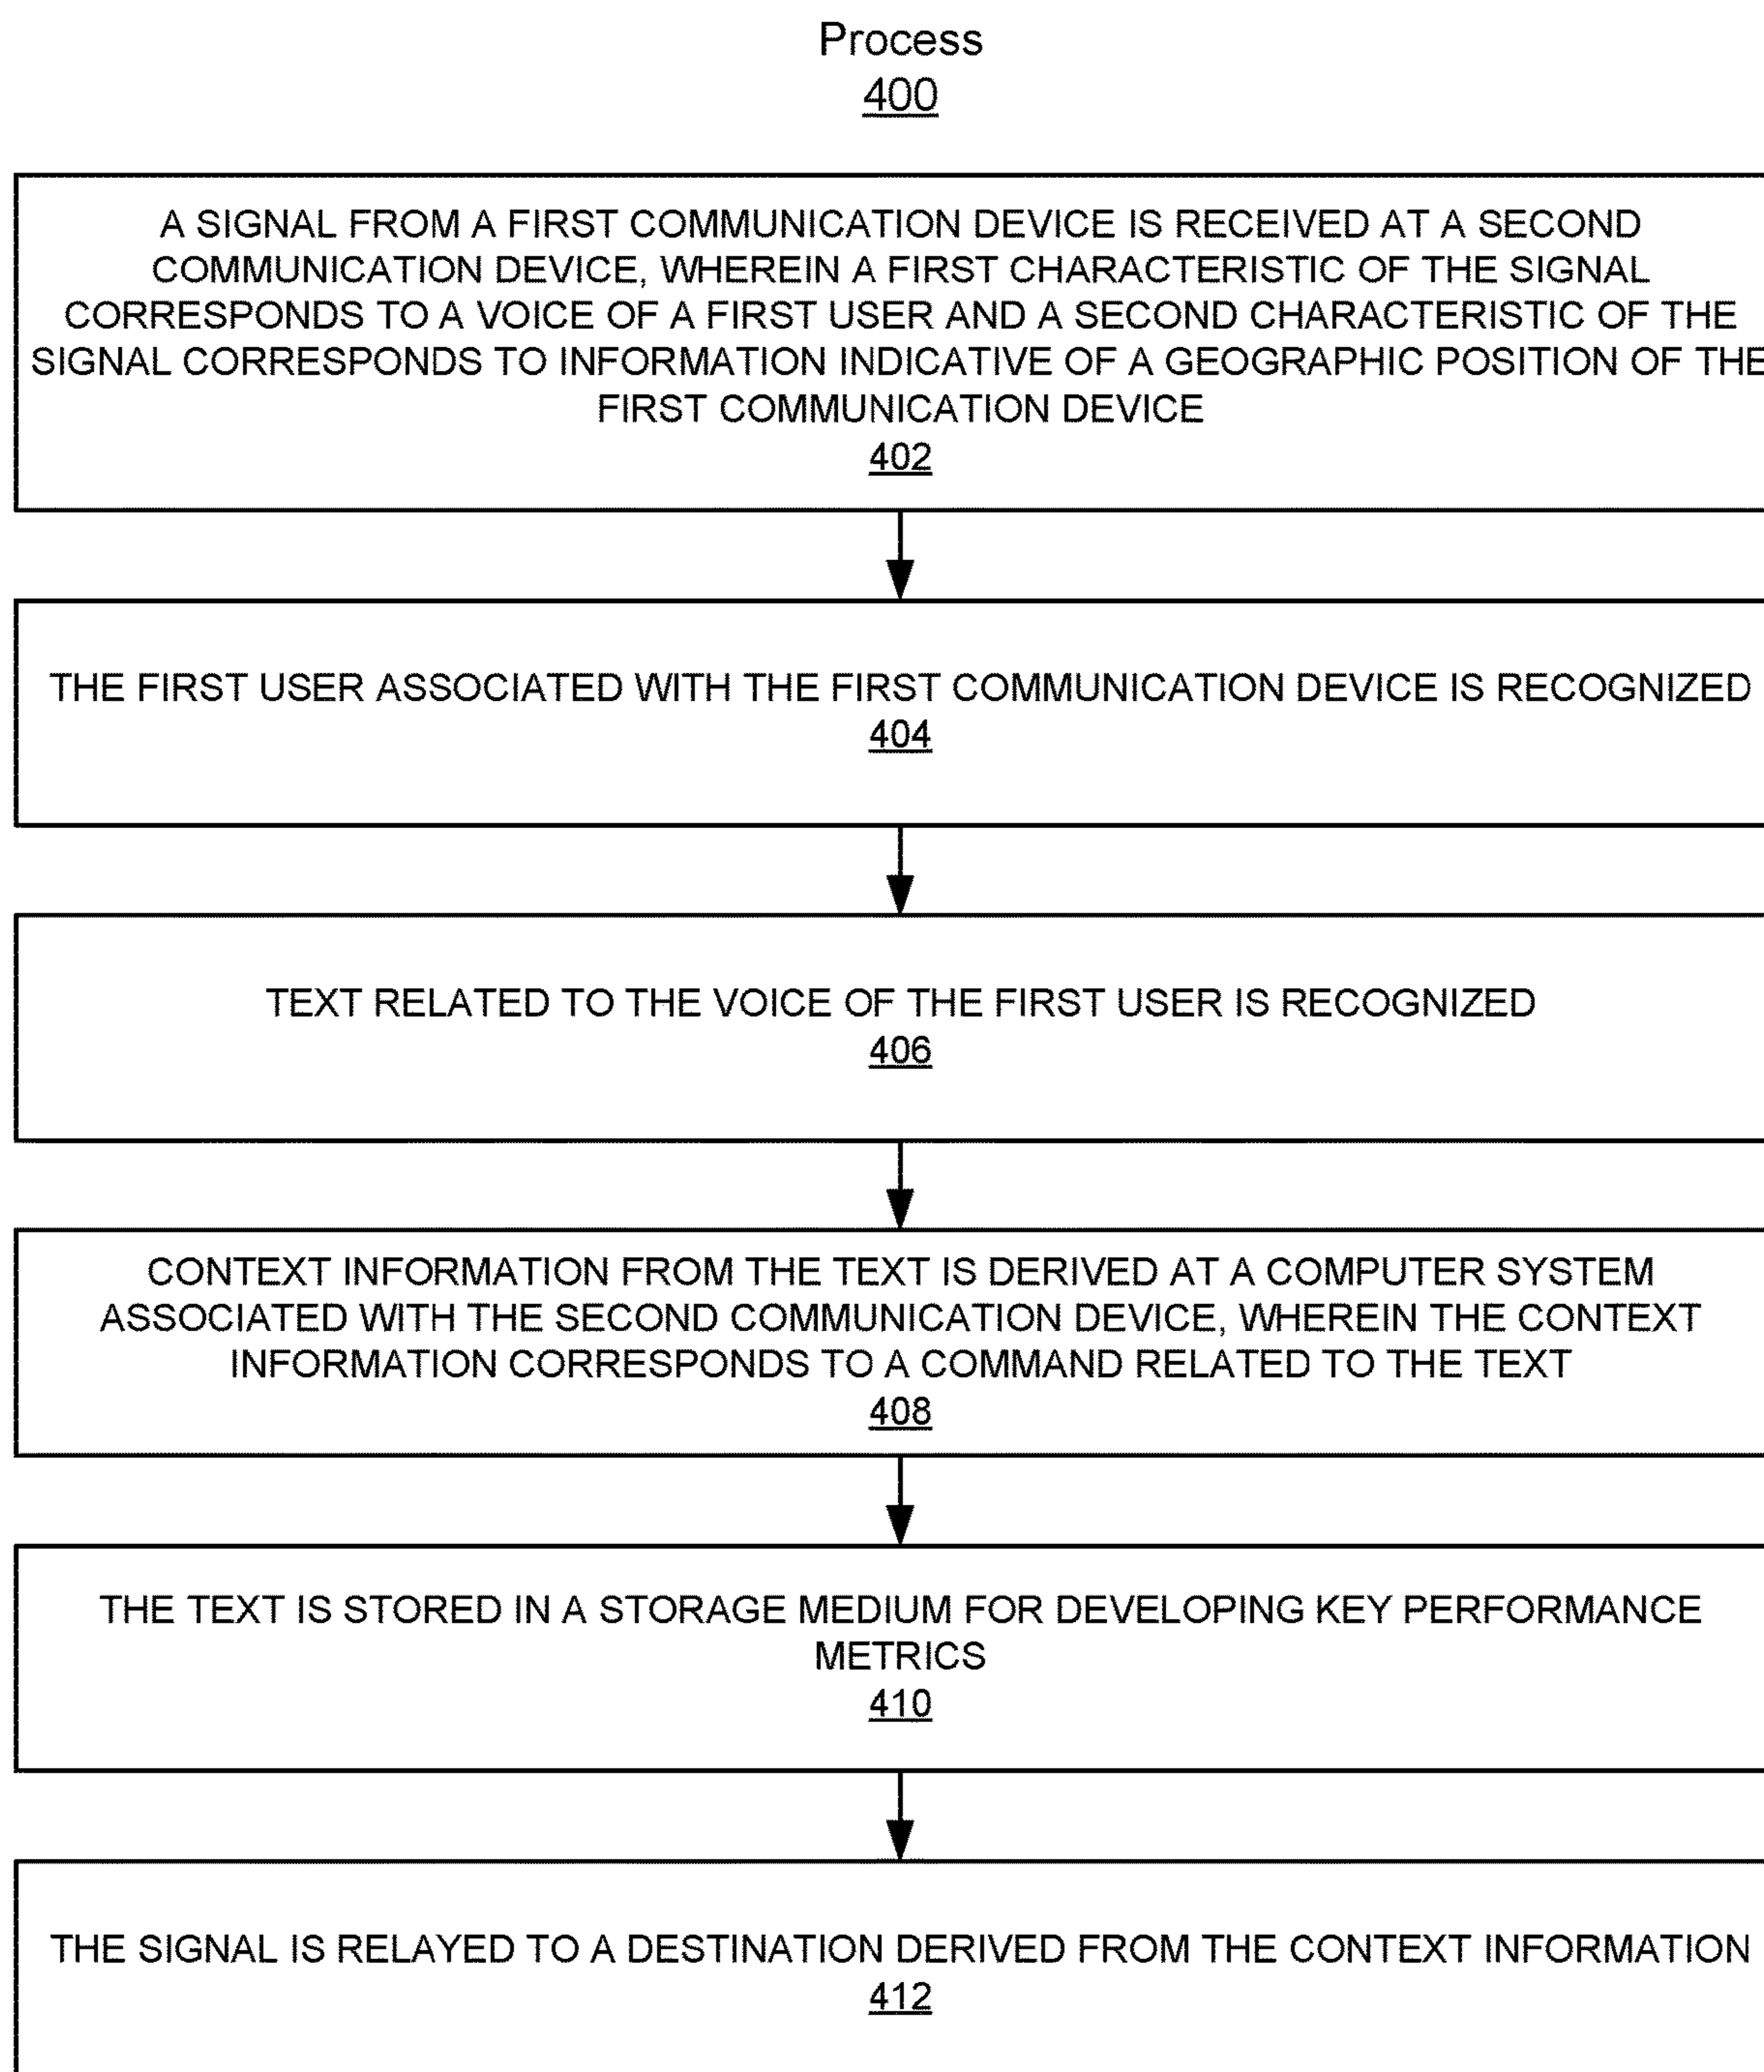 Process
400
A SIGNAL FROM A FIRST COMMUNICATION DEVICE IS RECEIVED AT A SECOND
COMMUNICATION DEVICE, WHEREIN A FIRST CHARACTERISTIC OF THE SIGNAL
CORRESPONDS TO A VOICE OF A FIRST USER AND A SECOND CHARACTERISTIC OF THE
SIGNAL CORRESPONDS TO INFORMATION INDICATIVE OF A GEOGRAPHIC POSITION OF THE
FIRST COMMUNICATION DEVICE
402
THE FIRST USER ASSOCIATED WITH THE FIRST COMMUNICATION DEVICE IS RECOGNIZED
404
TEXT RELATED TO THE VOICE OF THE FIRST USER IS RECOGNIZED
406
CONTEXT INFORMATION FROM THE TEXT IS DERIVED AT A COMPUTER SYSTEM
ASSOCIATED WITH THE SECOND COMMUNICATION DEVICE, WHEREIN THE CONTEXT
INFORMATION CORRESPONDS TO A COMMAND RELATED TO THE TEXT
408
THE TEXT IS STORED IN A STORAGE MEDIUM FOR DEVELOPING KEY PERFORMANCE
METRICS
410
THE SIGNAL IS RELAYED TO A DESTINATION DERIVED FROM THE CONTEXT INFORMATION
412